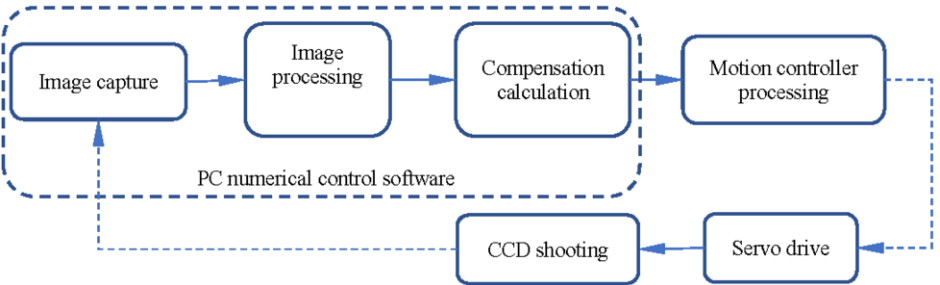 Image capture
Image
processing
Compensation
calculation
Motion controller
processing
PC numerical control software
CCD shooting
Servo drive